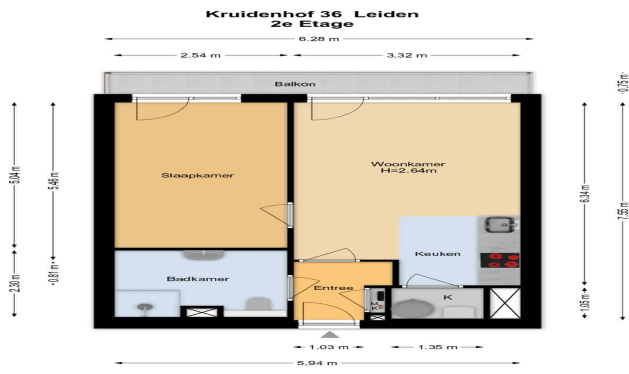 Kruidenhof 36 Leiden
2e Etage
6.28 m
2.54 m
3.32 m
Balkon
0.75 m
5.04 m
5.46 m
Slaapkamer
Woonkamer
H=2.64m
6.34 m
7.55 m
Keuken
2.30 m
0.81 m
Badkamer
Entree
M
K
K
1.05 m
1.03 m
1.35 m
5.94 m